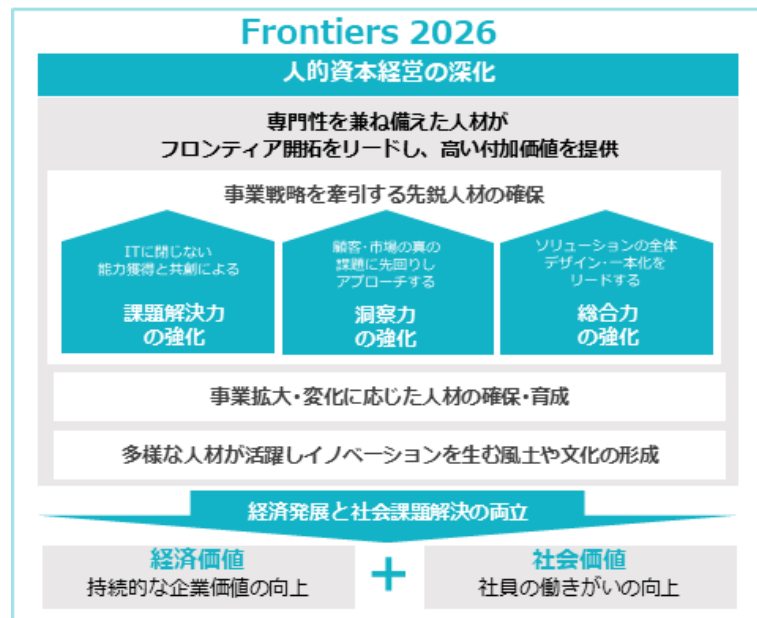 Frontiers 2026
人的資本経営の深化
専門性を兼ね備えた人材が
フロンティア開拓をリードし、高い付加価値を提供
事業戦略を牽引する先鋭人材の確保
ITに閉じない
能力獲得と共創による
課題解決力
の強化
顧客・市場の真の
課題に先回りし
アプローチする
洞察力
の強化
ソリューションの全体
デザイン・一本化を
リードする
総合力
の強化
事業拡大・変化に応じた人材の確保・育成
多様な人材が活躍しイノベーションを生む風土や文化の形成
経済発展と社会課題解決の両立
経済価値
持続的な企業価値の向上
+
社会価値
社員の働きがいの向上